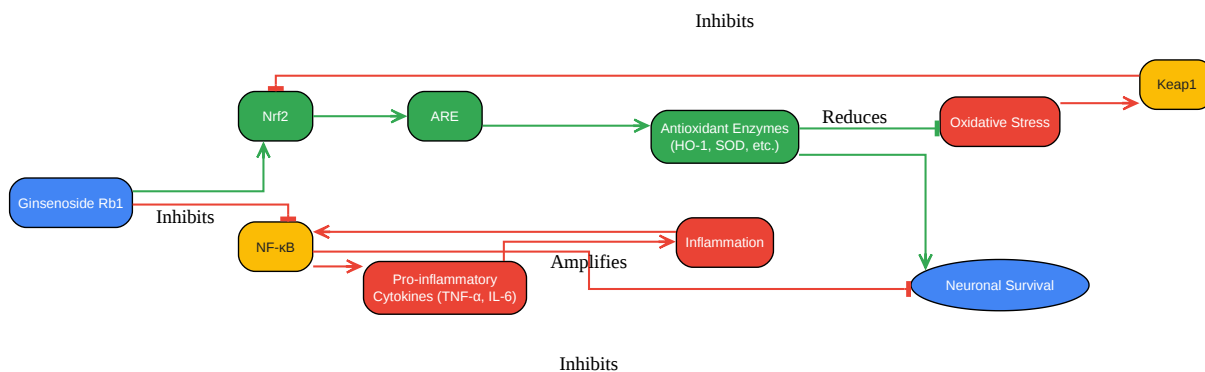 Inhibits
Keap1
Nrf2
ARE
Reduces
Oxidative Stress
Antioxidant Enzymes
(HO-1, SOD, etc.)
Ginsenoside Rb1
Inhibits
NF-κB
Inflammation
Amplifies
Pro-inflammatory
Cytokines (TNF-α, IL-6)
Neuronal Survival
Inhibits